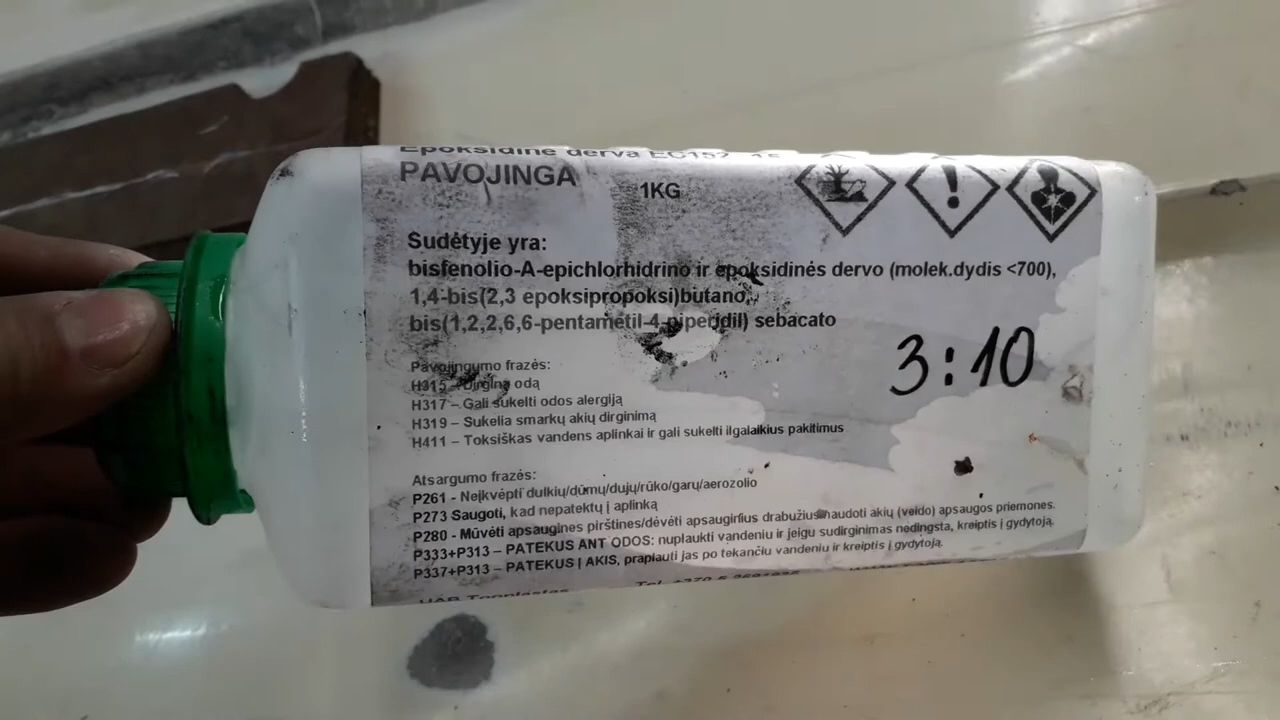 Epoksidinė derva EC152
PAVOJINGA
1KG
Sudėtyje yra:
bisfenolio-A-epichlorhidrino ir epoksidinės dervo (molek.dydis <700),
1,4-bis(2,3 epoksipropoksi)butano,
bis(1,2,2,6,6-pentametil-4-piperidil) sebacato
3:10
Pavojingumo frazės:
H315 – Dirgina odą
H317 – Gali sukelti odos alergiją
H319 – Sukelia smarkų akių dirginimą
H411 – Toksiškas vandens aplinkai ir gali sukelti ilgalaikius pakitimus
Atsargumo frazės:
P261 - Neįkvėpti dulkių/dūmų/dujų/rūko/garų/aerozolio
P273 Saugoti, kad nepatektų į aplinką
P280 - Mūvėti apsaugines pirštines/dėvėti apsauginius drabužius/naudoti akių (veido) apsaugos priemones.
P333+P313 – PATEKUS ANT ODOS: nuplaukti vandeniu ir jeigu sudirginimas nedingsta, kreiptis į gydytoją.
P337+P313 – PATEKUS Į AKIS, praplauti jas po tekančiu vandeniu ir kreiptis į gydytoją.
UAB Topplastas